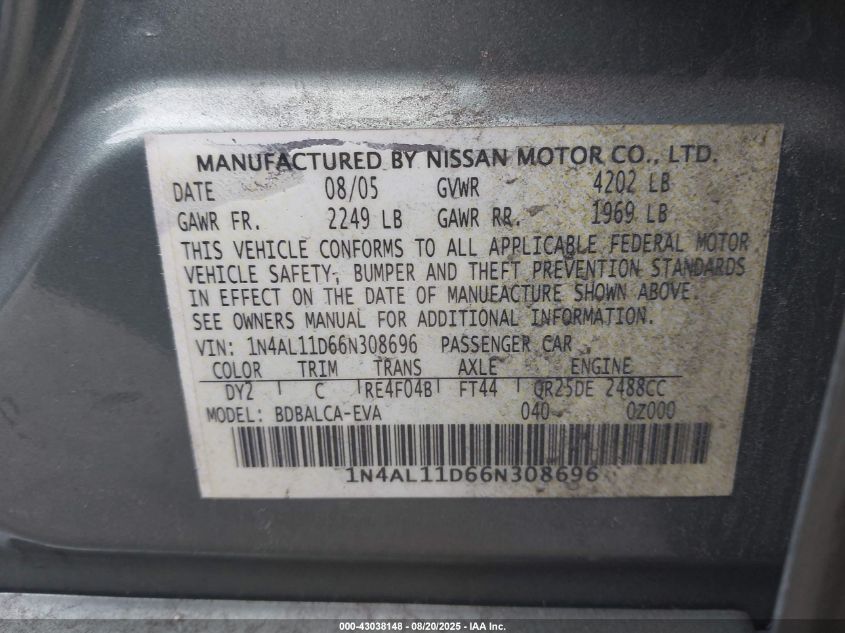 MANUFACTURED BY NISSAN MOTOR CO., LTD.
DATE 08/05 GVWR 4202 LB
GAWR FR. 2249 LB GAWR RR. 1969 LB
THIS VEHICLE CONFORMS TO ALL APPLICABLE FEDERAL MOTOR
VEHICLE SAFETY, BUMPER AND THEFT PREVENTION STANDARDS
IN EFFECT ON THE DATE OF MANUFACTURE SHOWN ABOVE.
SEE OWNERS MANUAL FOR ADDITIONAL INFORMATION.
VIN: 1N4AL11D66N308696 PASSENGER CAR
COLOR TRIM TRANS AXLE ENGINE
DY2 C RE4F04B FT44 QR25DE 2488CC
MODEL: BDBALCA-EVA 040 0Z000
1N4AL11D66N308696
000-43038148 - 08/20/2025 - IAA Inc.